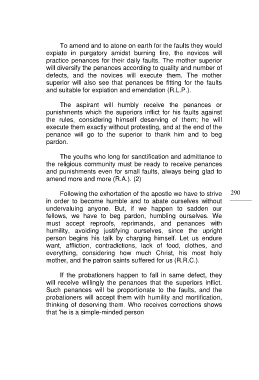 To amend and to atone on earth for the faults they would
expiate in purgatory amidst burning fire, the novices will
practice penances for their daily faults. The mother superior
will diversify the penances according to quality and number of
defects, and the novices will execute them. The mother
superior will also see that penances be fitting for the faults
and suitable for expiation and emendation (R.L.P.).
The aspirant will humbly receive the penances or
punishments which the superiors inflict for his faults against
the rules, considering himself deserving of them; he will
execute them exactly without protesting, and at the end of the
penance will go to the superior to thank him and to beg
pardon.
The youths who long for sanctification and admittance to
the religious community must be ready to receive penances
and punishments even for small faults, always being glad to
amend more and more (R.A.). (2)
Following the exhortation of the apostle we have to strive
in order to become humble and to abate ourselves without
undervaluing anyone. But, if we happen to sadden our
fellows, we have to beg pardon, humbling ourselves. We
must accept reproofs, reprimands, and penances with
humility, avoiding justifying ourselves, since the upright
person begins his talk by charging himself. Let us endure
want, affliction, contradictions, lack of food, clothes, and
everything, considering how much Christ, his most holy
mother, and the patron saints suffered for us (R.R.C.).
If the probationers happen to fall in same defect, they
will receive willingly the penances that the superiors inflict.
Such penances will be proportionate to the faults, and the
probationers will accept them with humility and mortification,
thinking of deserving them. Who receives corrections shows
that 'he is a simple-minded person
290